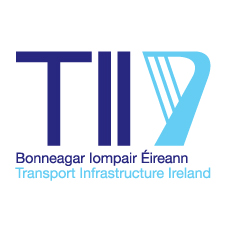 TII
Bonneagar Iompair Éireann
Transport Infrastructure Ireland